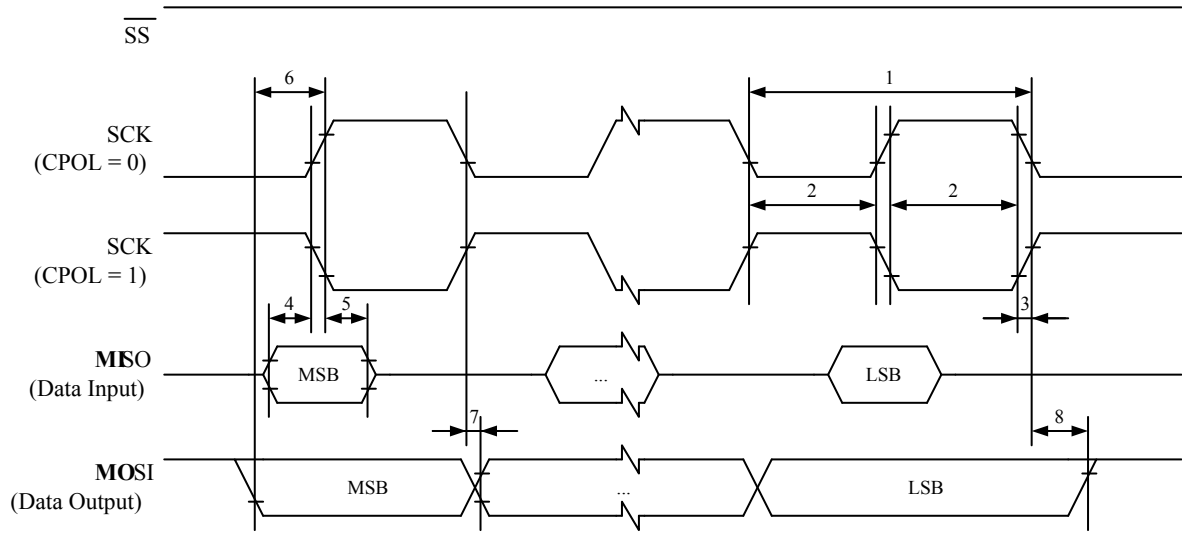 SS
6
1
SCK
(CPOL = 0)
2
2
SCK
(CPOL = 1)
4
5
3
MISO
(Data Input)
MSB
...
LSB
7
8
MOSI
(Data Output)
MSB
...
LSB